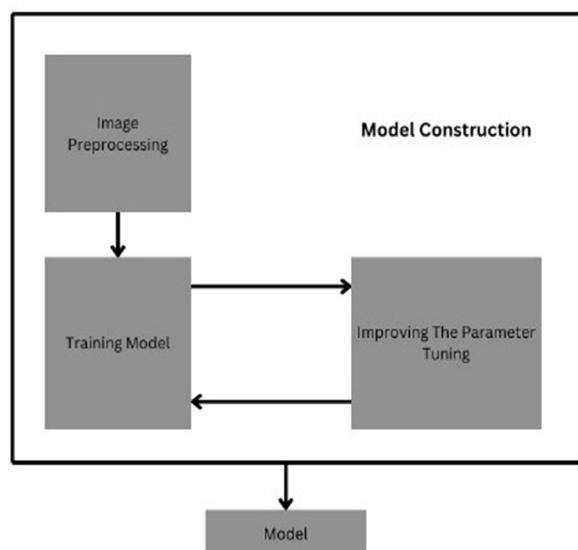 Image
Preprocessing
Model Construction
Training Model
Improving The Parameter
Tuning
Model